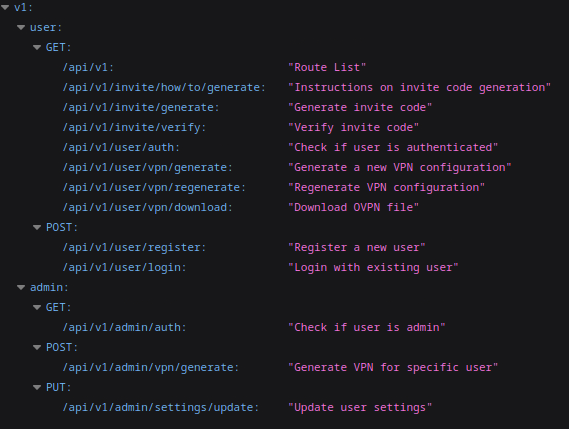 v1:
user:
GET:
/api/v1: "Route List"
/api/v1/invite/how/to/generate: "Instructions on invite code generation"
/api/v1/invite/generate: "Generate invite code"
/api/v1/invite/verify: "Verify invite code"
/api/v1/user/auth: "Check if user is authenticated"
/api/v1/user/vpn/generate: "Generate a new VPN configuration"
/api/v1/user/vpn/regenerate: "Regenerate VPN configuration"
/api/v1/user/vpn/download: "Download OVPN file"
POST:
/api/v1/user/register: "Register a new user"
/api/v1/user/login: "Login with existing user"
admin:
GET:
/api/v1/admin/auth: "Check if user is admin"
POST:
/api/v1/admin/vpn/generate: "Generate VPN for specific user"
PUT:
/api/v1/admin/settings/update: "Update user settings"